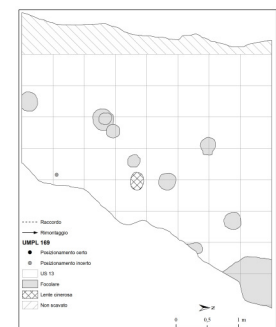 Raccordo
Rimontaggio
UMPL 169
Posizionamento certo
Posizionamento incerto
US 13
Focolare
Lente cinerosa
Non scavato
0 0,5 1 m